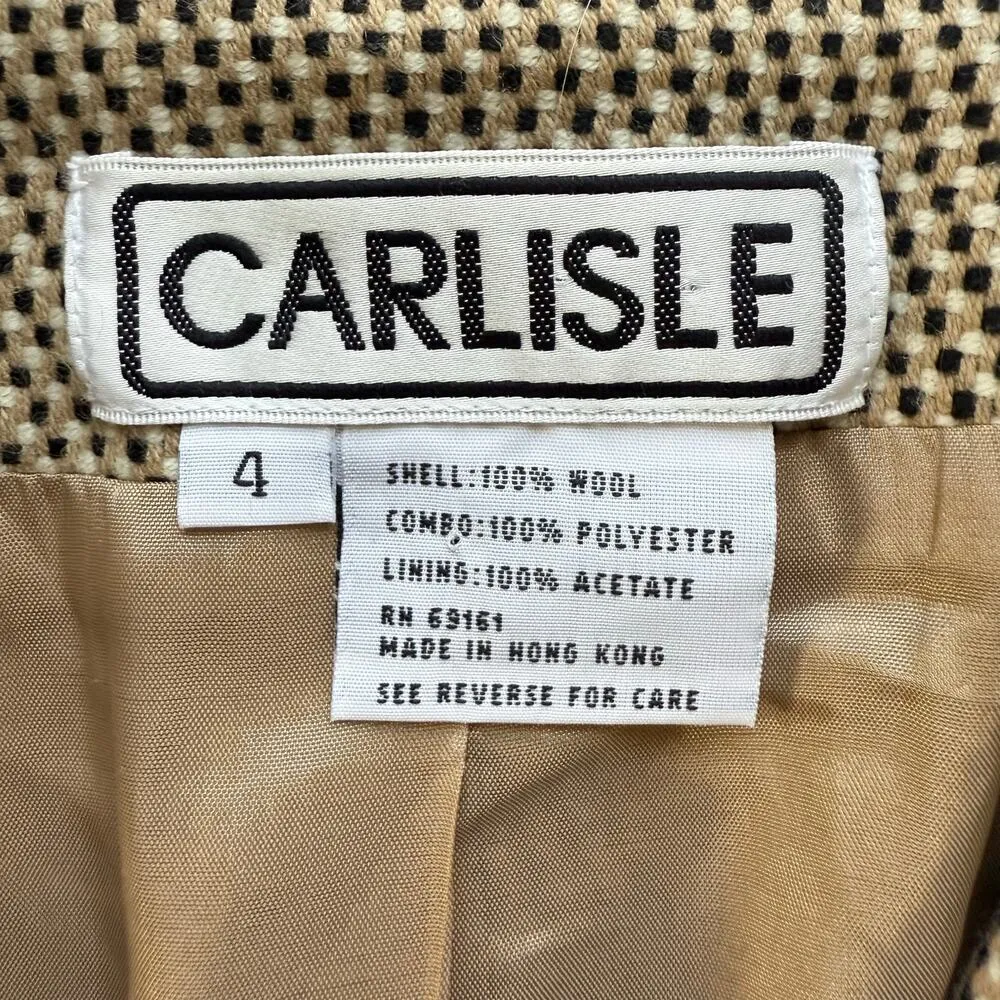 CARLISLE
4
SHELL:100% WOOL
COMBO:100% POLYESTER
LINING:100% ACETATE
RN 69161
MADE IN HONG KONG
SEE REVERSE FOR CARE